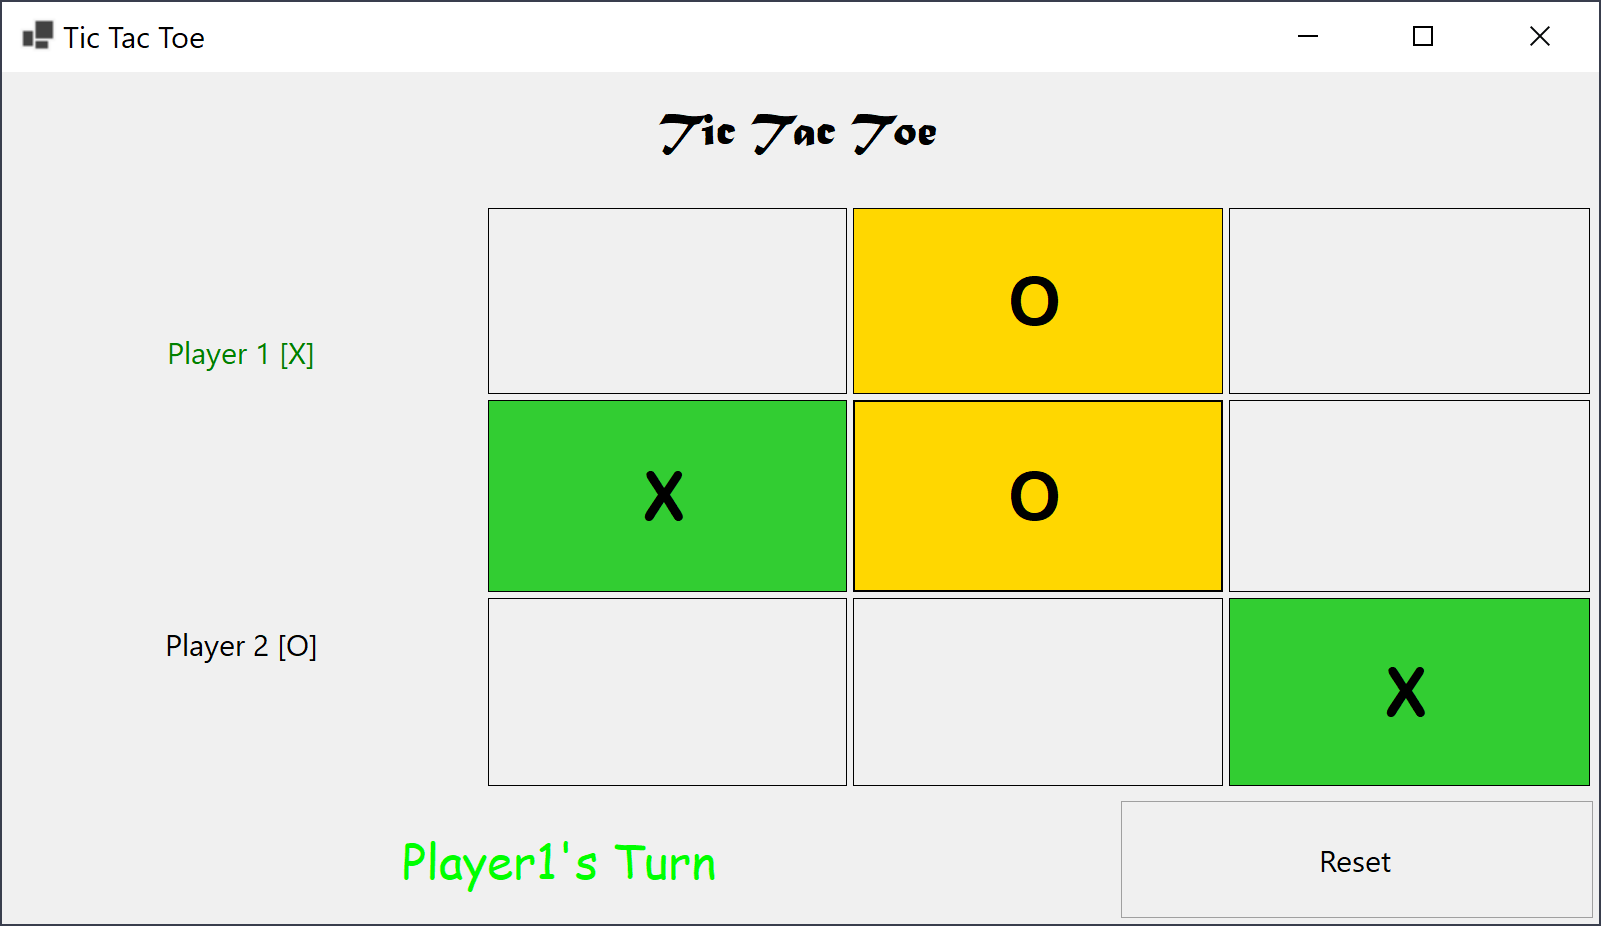 Tic Tac Toe
Tic Tac Toe
O
Player 1 [X]
X
O
Player 2 [O]
X
Player1's Turn
Reset